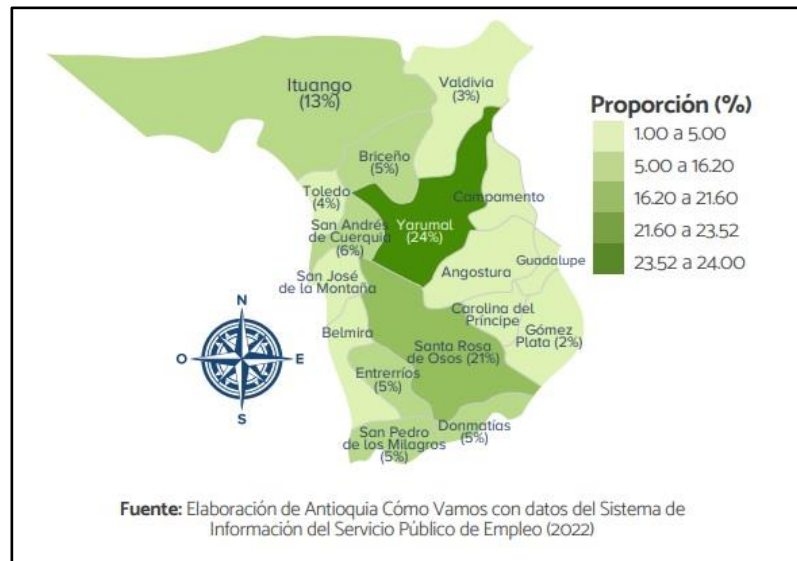 Ituango
(13%)
Valdivia
(3%)
Briceño
(5%)
Toledo
(4%)
San Andrés
de Cuerquia
(6%)
Yarumal
(24%)
Campamento
San José
de la Montaña
Angostura
Guadalupe
Belmira
Carolina del
Príncipe
Gómez
Plata (2%)
Santa Rosa
de Osos (21%)
Entrerríos
(5%)
Donmatías
(5%)
San Pedro
de los Milagros
(5%)
N
O
E
S
Proporción (%)
1.00 a 5.00
5.00 a 16.20
16.20 a 21.60
21.60 a 23.52
23.52 a 24.00
Fuente: Elaboración de Antioquia Cómo Vamos con datos del Sistema de
Información del Servicio Público de Empleo (2022)